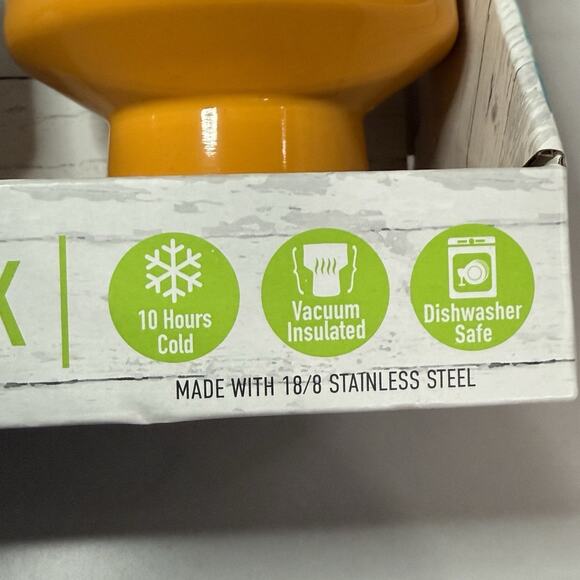 10 Hours
Cold
Vacuum
Insulated
Dishwasher
Safe
MADE WITH 18/8 STAINLESS STEEL